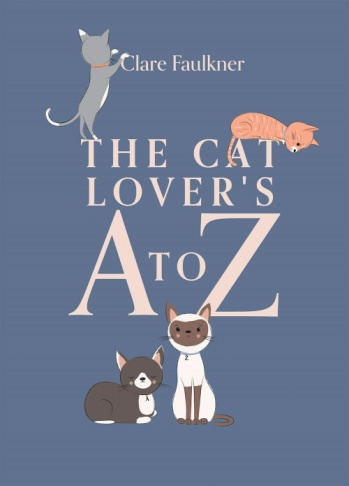 Clare Faulkner
THE CAT
LOVER'S
A TO Z
A
Z